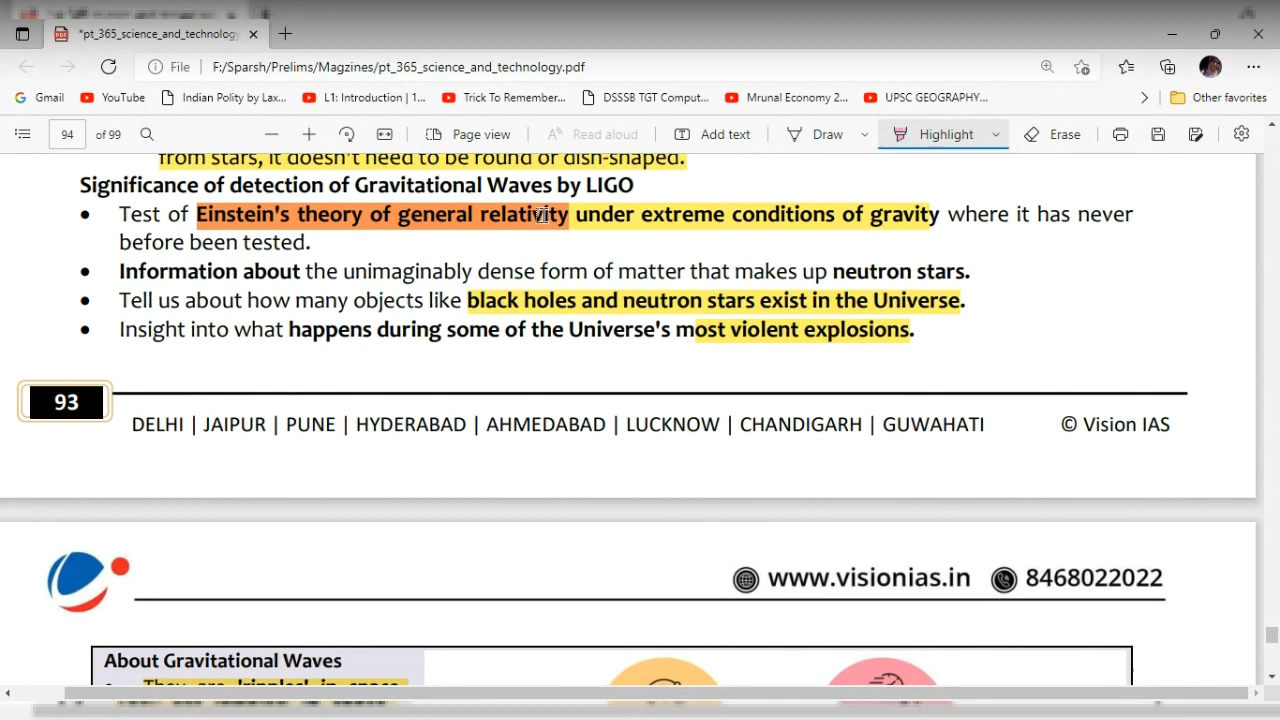 *pt_365_science_and_technology
File
F:/Sparsh/Prelims/Magzines/pt_365_science_and_technology.pdf
Gmail
YouTube
Indian Polity by Lax...
L1: Introduction | 1...
Trick To Remember...
DSSSB TGT Comput...
Mrunal Economy 2...
UPSC GEOGRAPHY...
Other favorites
94 of 99
Page view
Read aloud
Add text
Draw
Highlight
Erase
from stars, it doesn't need to be round or dish-shaped.
Significance of detection of Gravitational Waves by LIGO
• Test of Einstein's theory of general relativity under extreme conditions of gravity where it has never
before been tested.
• Information about the unimaginably dense form of matter that makes up neutron stars.
• Tell us about how many objects like black holes and neutron stars exist in the Universe.
• Insight into what happens during some of the Universe's most violent explosions.
93
DELHI | JAIPUR | PUNE | HYDERABAD | AHMEDABAD | LUCKNOW | CHANDIGARH | GUWAHATI
© Vision IAS
www.visionias.in
8468022022
About Gravitational Waves
• They are 'ripples' in space